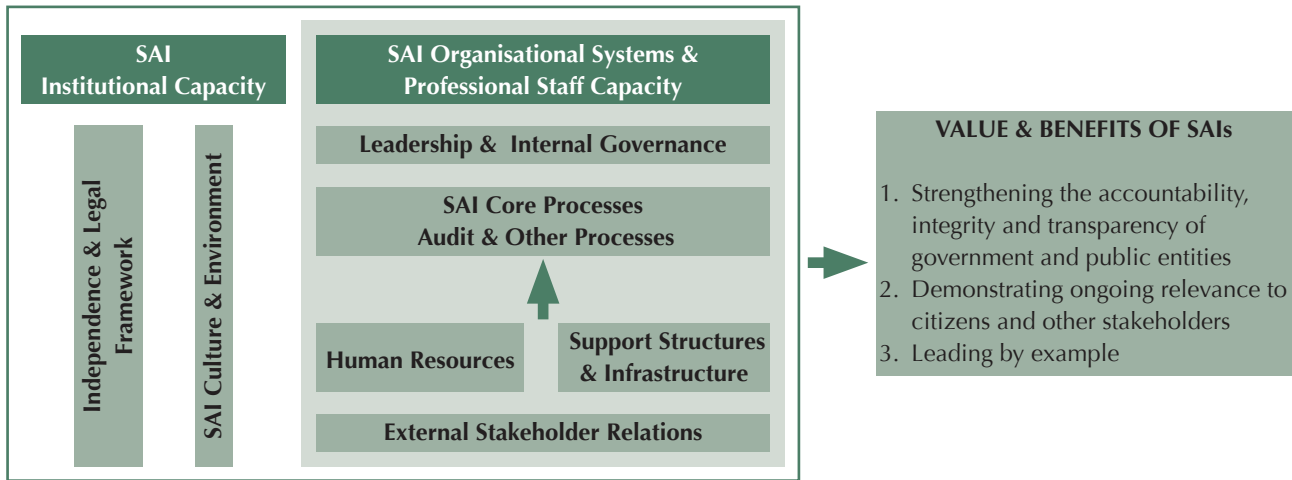 SAI
Institutional Capacity
Independence & Legal
Framework
SAI Culture & Environment
SAI Organisational Systems &
Professional Staff Capacity
Leadership & Internal Governance
SAI Core Processes
Audit & Other Processes
Human Resources
Support Structures
& Infrastructure
External Stakeholder Relations
VALUE & BENEFITS OF SAIs
1. Strengthening the accountability,
integrity and transparency of
government and public entities
2. Demonstrating ongoing relevance to
citizens and other stakeholders
3. Leading by example